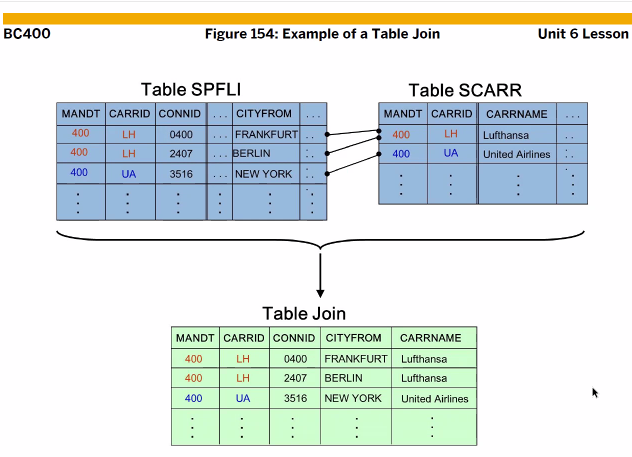 BC400 Figure 154: Example of a Table Join Unit 6 Lesson
Table SPFLI
MANDT CARRID CONNID ... CITYFROM ...
400 LH 0400 ... FRANKFURT ..
400 LH 2407 ... BERLIN ..
400 UA 3516 ... NEW YORK ..
Table SCARR
MANDT CARRID CARRNAME ...
400 LH Lufthansa ..
400 UA United Airlines ..
Table Join
MANDT CARRID CONNID CITYFROM CARRNAME
400 LH 0400 FRANKFURT Lufthansa
400 LH 2407 BERLIN Lufthansa
400 UA 3516 NEW YORK United Airlines